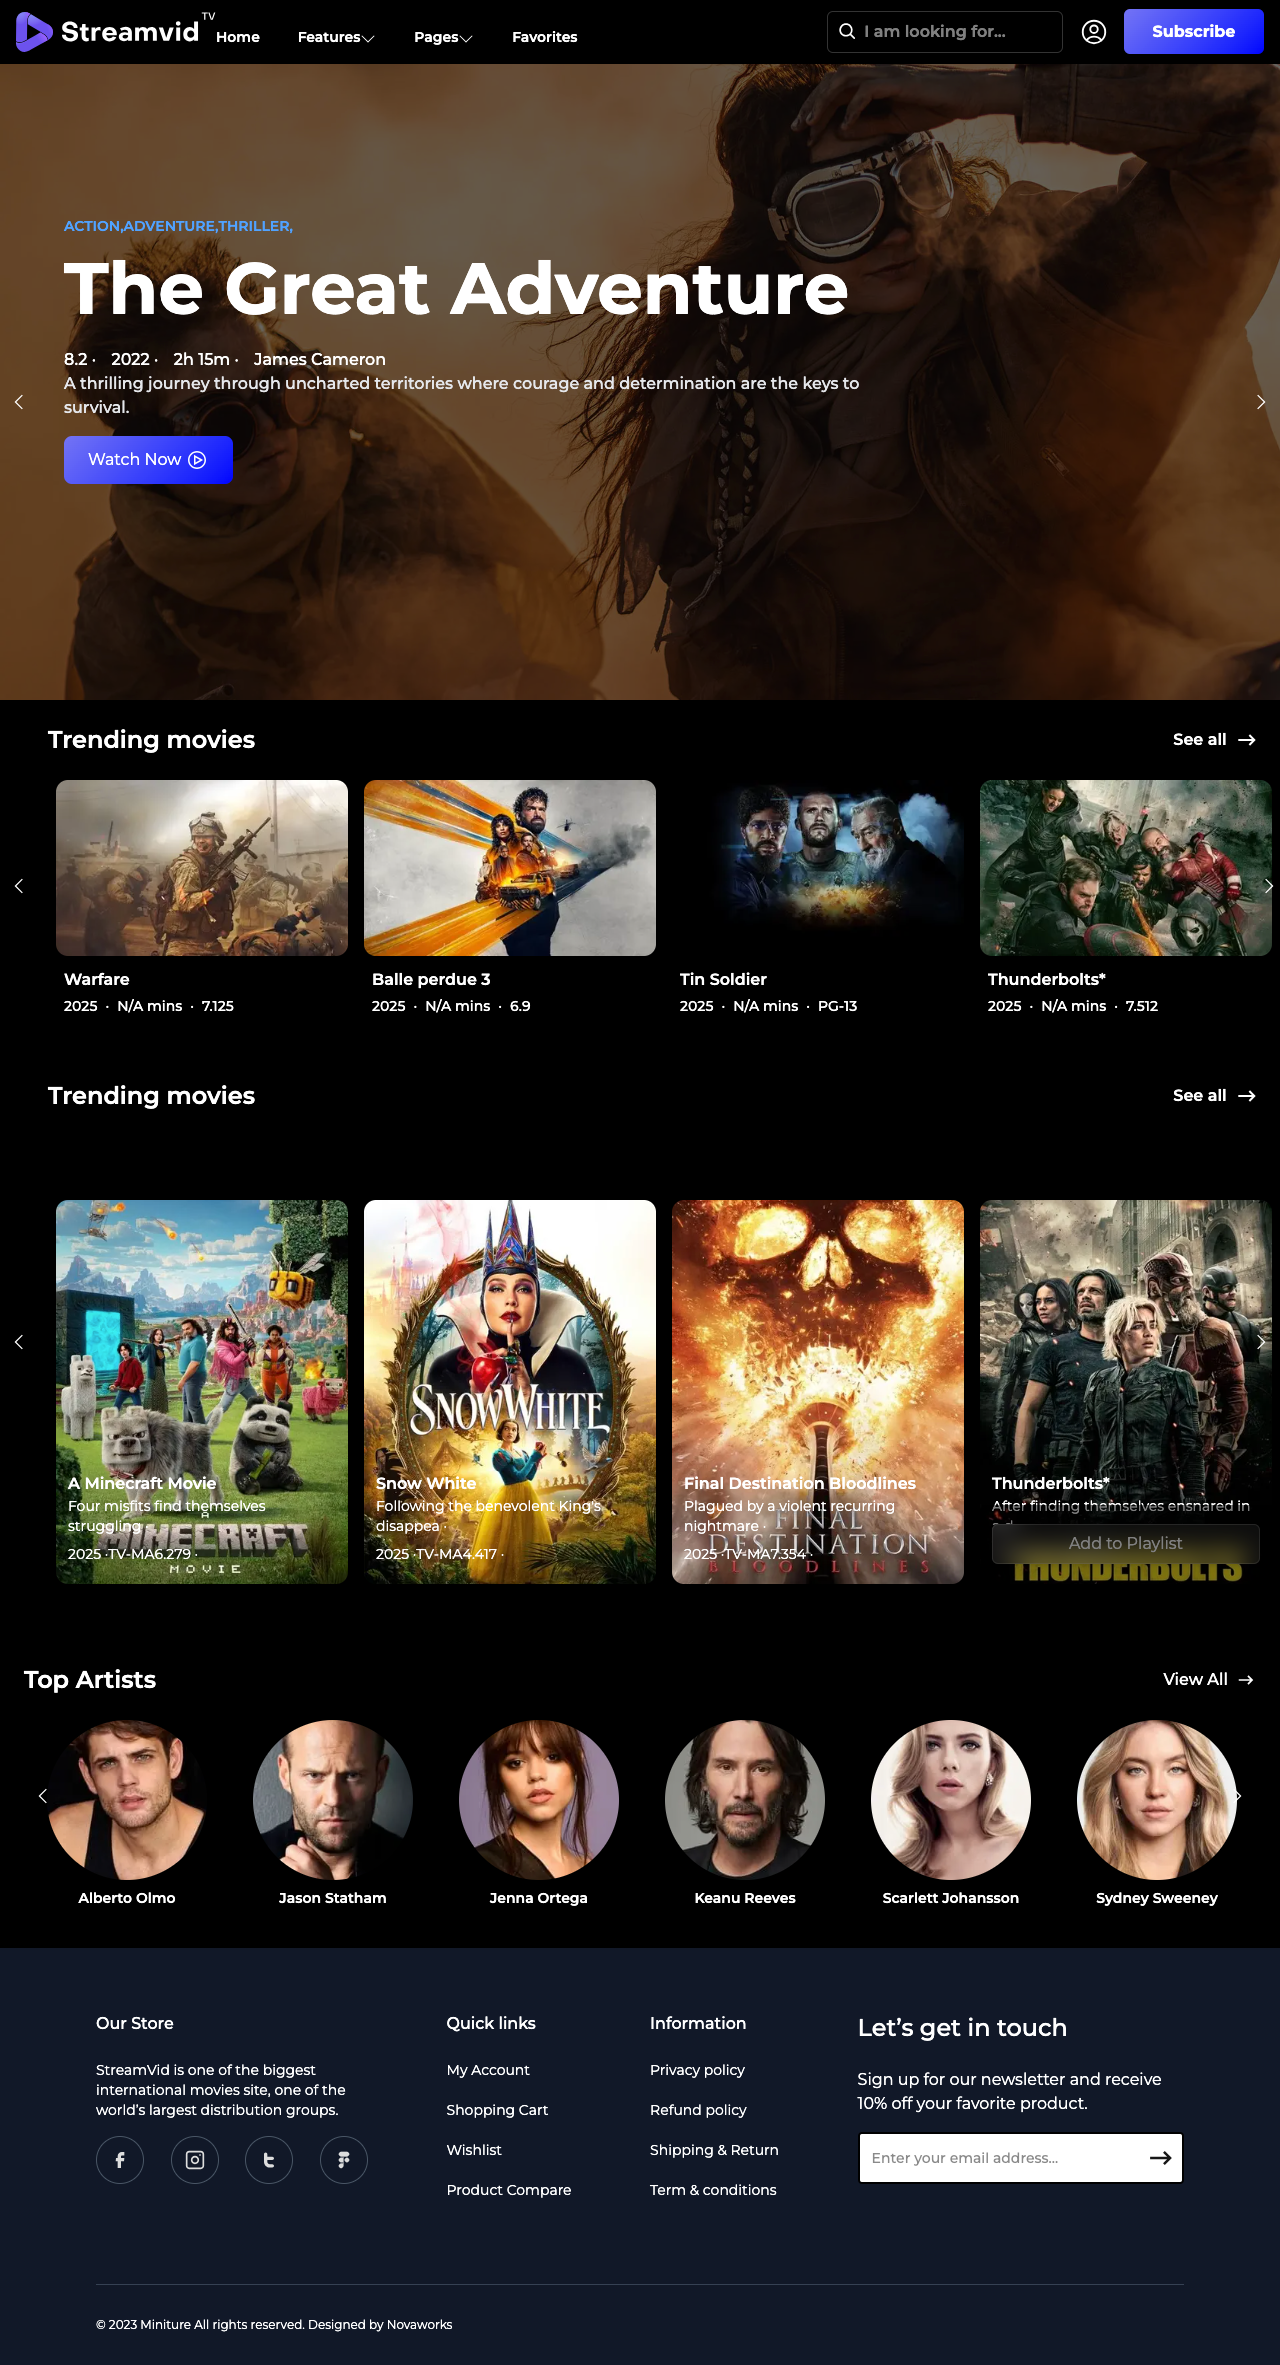 Streamvid TV
Home Features Pages Favorites
I am looking for...
Subscribe
ACTION,ADVENTURE,THRILLER,
The Great Adventure
8.2 · 2022 · 2h 15m · James Cameron
A thrilling journey through uncharted territories where courage and determination are the keys to
survival.
Watch Now
Trending movies
See all
Warfare
2025 · N/A mins · 7.125
Balle perdue 3
2025 · N/A mins · 6.9
Tin Soldier
2025 · N/A mins · PG-13
Thunderbolts*
2025 · N/A mins · 7.512
Trending movies
See all
A Minecraft Movie
Four misfits find themselves
struggling ·
2025 ·TV-MA6.279 ·
MINECRAFT
MOVIE
SNOW WHITE
Snow White
Following the benevolent King's
disappea ·
2025 ·TV-MA4.417 ·
Final Destination Bloodlines
Plagued by a violent recurring
nightmare ·
2025 ·TV-MA7.354 ·
FINAL
DESTINATION
BLOODLINES
Thunderbolts*
After finding themselves ensnared in
Add to Playlist
THUNDERBOLTS
Top Artists
View All
Alberto Olmo
Jason Statham
Jenna Ortega
Keanu Reeves
Scarlett Johansson
Sydney Sweeney
Our Store
StreamVid is one of the biggest
international movies site, one of the
world's largest distribution groups.
Quick links
My Account
Shopping Cart
Wishlist
Product Compare
Information
Privacy policy
Refund policy
Shipping & Return
Term & conditions
Let's get in touch
Sign up for our newsletter and receive
10% off your favorite product.
Enter your email address...
© 2023 Miniture All rights reserved. Designed by Novaworks